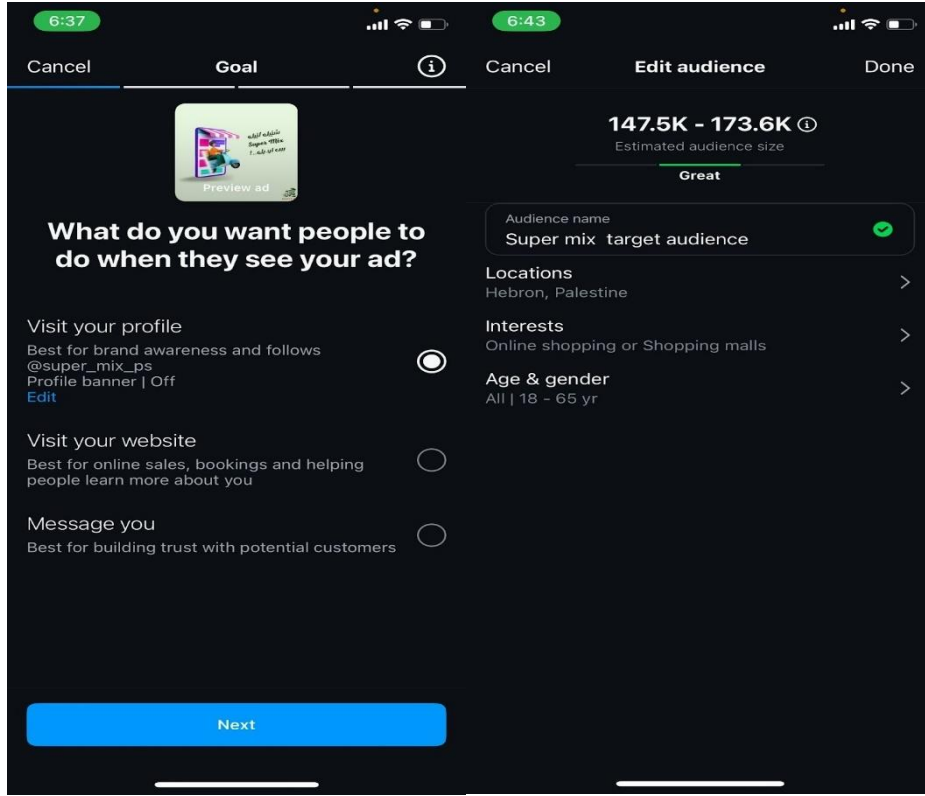 6:37
Cancel
Goal
Super Mix
Preview ad
What do you want people to
do when they see your ad?
Visit your profile
Best for brand awareness and follows
@super_mix_ps
Profile banner | Off
Edit
Visit your website
Best for online sales, bookings and helping
people learn more about you
Message you
Best for building trust with potential customers
Next
6:43
Cancel
Edit audience
Done
147.5K - 173.6K
Estimated audience size
Great
Audience name
Super mix target audience
Locations
Hebron, Palestine
Interests
Online shopping or Shopping malls
Age & gender
All | 18 - 65 yr